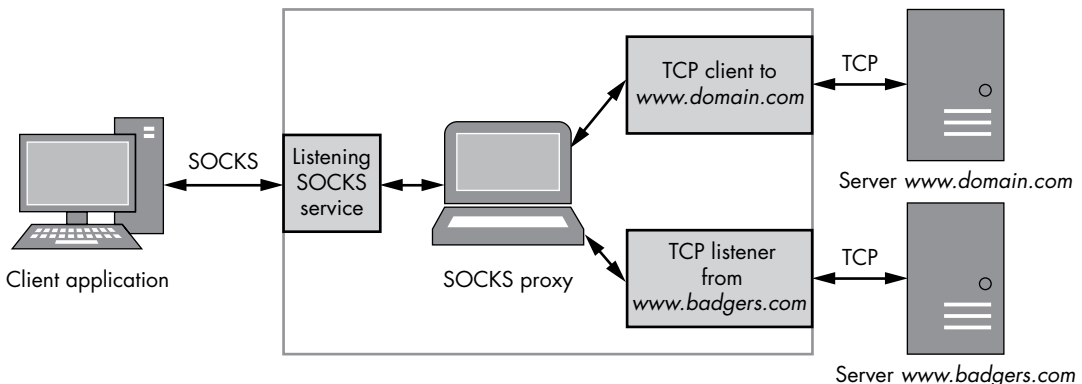 SOCKS
Client application
Listening
SOCKS
service
SOCKS proxy
TCP client to
www.domain.com
TCP
Server www.domain.com
TCP listener
from
www.badgers.com
TCP
Server www.badgers.com